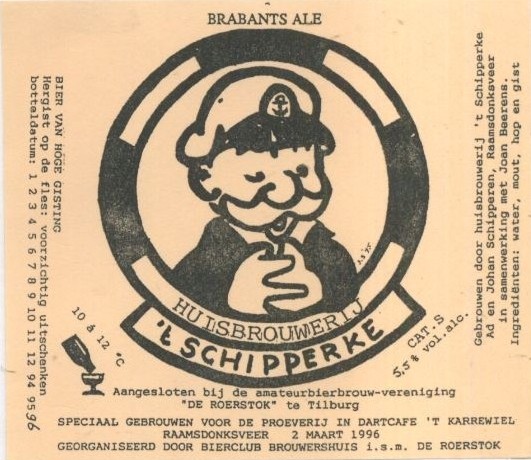 BRABANTS ALE
BIER VAN HOGE GISTING
Hergist op de fles: voorzichtig uitschenken
botteldatum: 1 2 3 4 5 6 7 8 9 10 11 12 94 9596
10 á 12 °C
J.S '95
HUISBROUWERIJ
't SCHIPPERKE
CAT. S
5,5% vol.alc.
Gebrouwen door huisbrouwerij 't Schipperke
Ad en Johan Schipperen, Raamsdonksveer
in samenwerking met Joan Beerens.
Ingrediënten: water, mout, hop en gist
Aangesloten bij de amateurbierbrouw-vereniging
"DE ROERSTOK" te Tilburg
SPECIAAL GEBROUWEN VOOR DE PROEVERIJ IN DARTCAFE 'T KARREWIEL
RAAMSDONKSVEER 2 MAART 1996
GEORGANISEERD DOOR BIERCLUB BROUWERSHUIS i.s.m. DE ROERSTOK